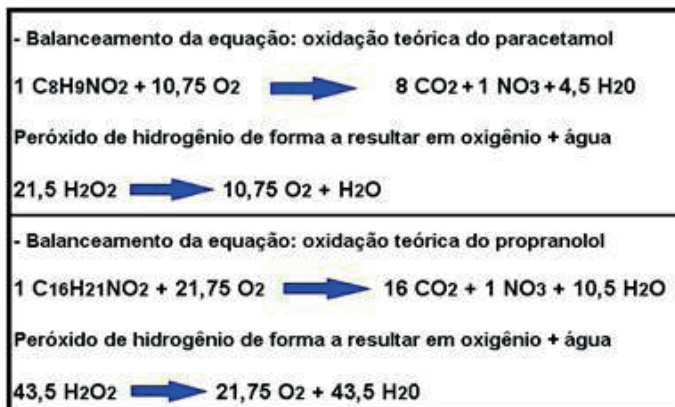 - Balanceamento da equação: oxidação teórica do paracetamol
1 C8H9NO2 + 10,75 O2 8 CO2 + 1 NO3 + 4,5 H20
Peróxido de hidrogênio de forma a resultar em oxigênio + água
21,5 H2O2 10,75 O2 + H2O
- Balanceamento da equação: oxidação teórica do propranolol
1 C16H21NO2 + 21,75 O2 16 CO2 + 1 NO3 + 10,5 H2O
Peróxido de hidrogênio de forma a resultar em oxigênio + água
43,5 H2O2 21,75 O2 + 43,5 H20